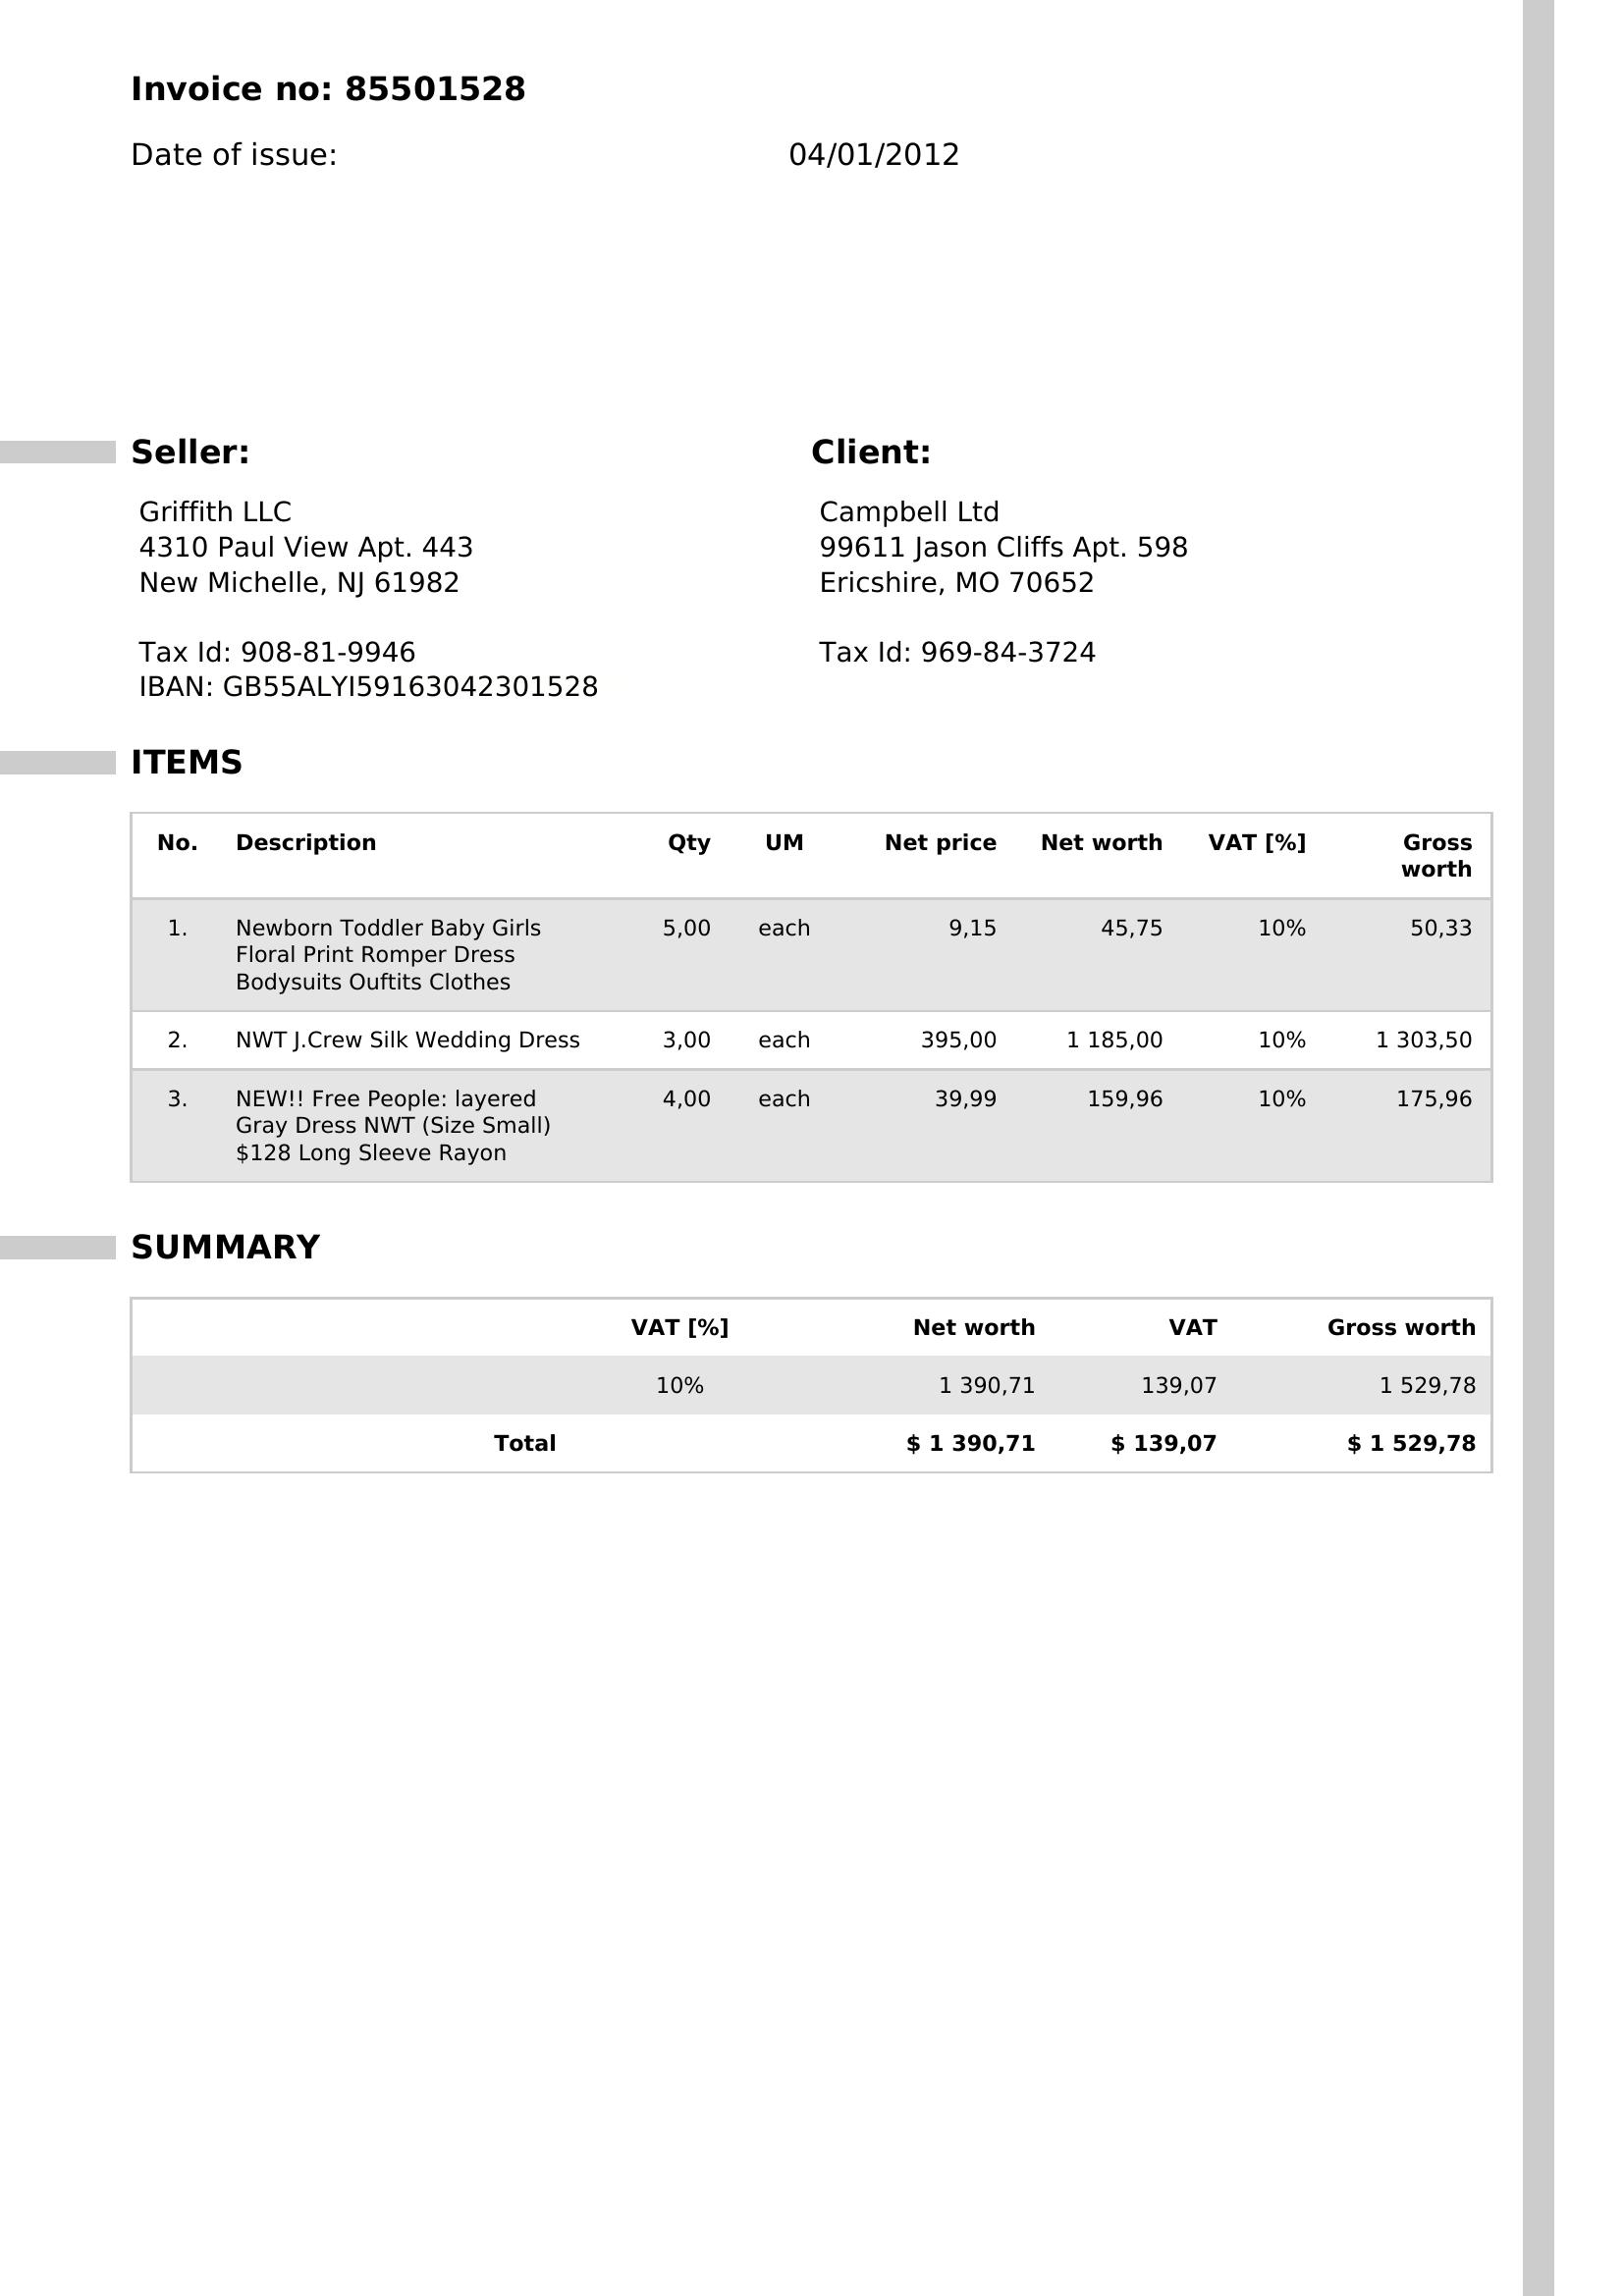 Invoice no: 85501528
Date of issue: 04/01/2012
Seller:
Griffith LLC
4310 Paul View Apt. 443
New Michelle, NJ 61982
Tax Id: 908-81-9946
IBAN: GB55ALYI59163042301528
Client:
Campbell Ltd
99611 Jason Cliffs Apt. 598
Ericshire, MO 70652
Tax Id: 969-84-3724
ITEMS
No. Description Qty UM Net price Net worth VAT [%] Gross
worth
1. Newborn Toddler Baby Girls 5,00 each 9,15 45,75 10% 50,33
Floral Print Romper Dress
Bodysuits Ouftits Clothes
2. NWT J.Crew Silk Wedding Dress 3,00 each 395,00 1 185,00 10% 1 303,50
3. NEW!! Free People: layered 4,00 each 39,99 159,96 10% 175,96
Gray Dress NWT (Size Small)
$128 Long Sleeve Rayon
SUMMARY
VAT [%] Net worth VAT Gross worth
10% 1 390,71 139,07 1 529,78
Total $ 1 390,71 $ 139,07 $ 1 529,78